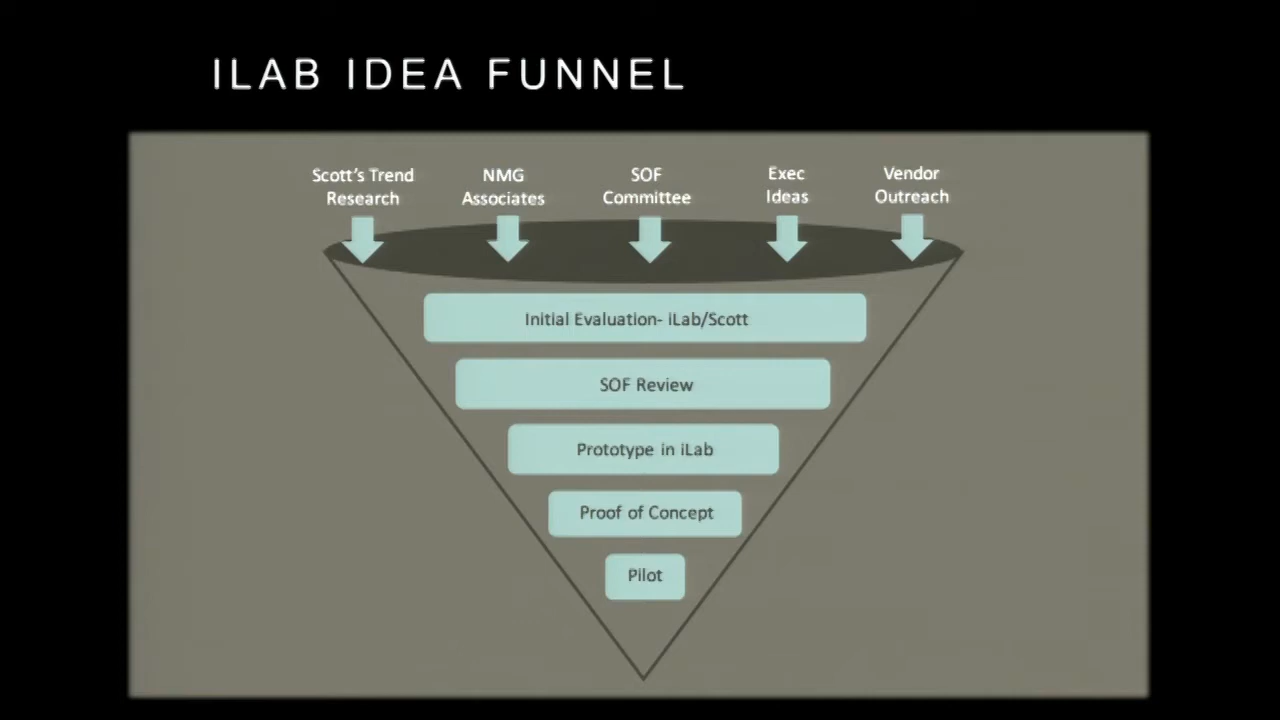 ILAB IDEA FUNNEL
Scott's Trend
Research
NMG
Associates
SOF
Committee
Exec
Ideas
Vendor
Outreach
Initial Evaluation- iLab/Scott
SOF Review
Prototype in iLab
Proof of Concept
Pilot